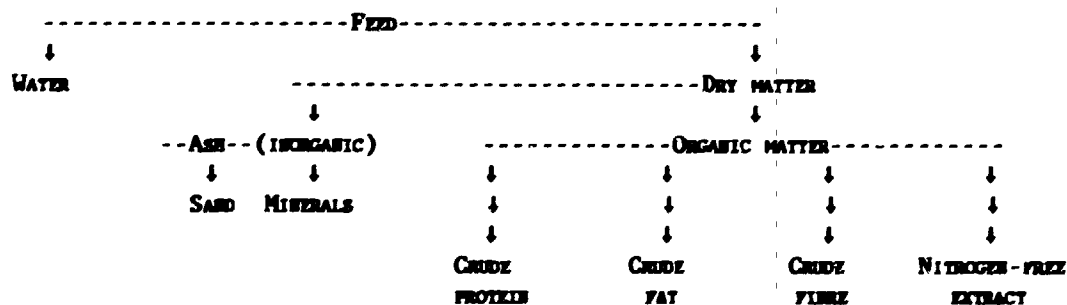 FEED
WATER DRY MATTER
ASH (INORGANIC) ORGANIC MATTER
SAND MINERALS
CRUDE CRUDE CRUDE NITROGEN-FREE
PROTEIN FAT FIBRE EXTRACT